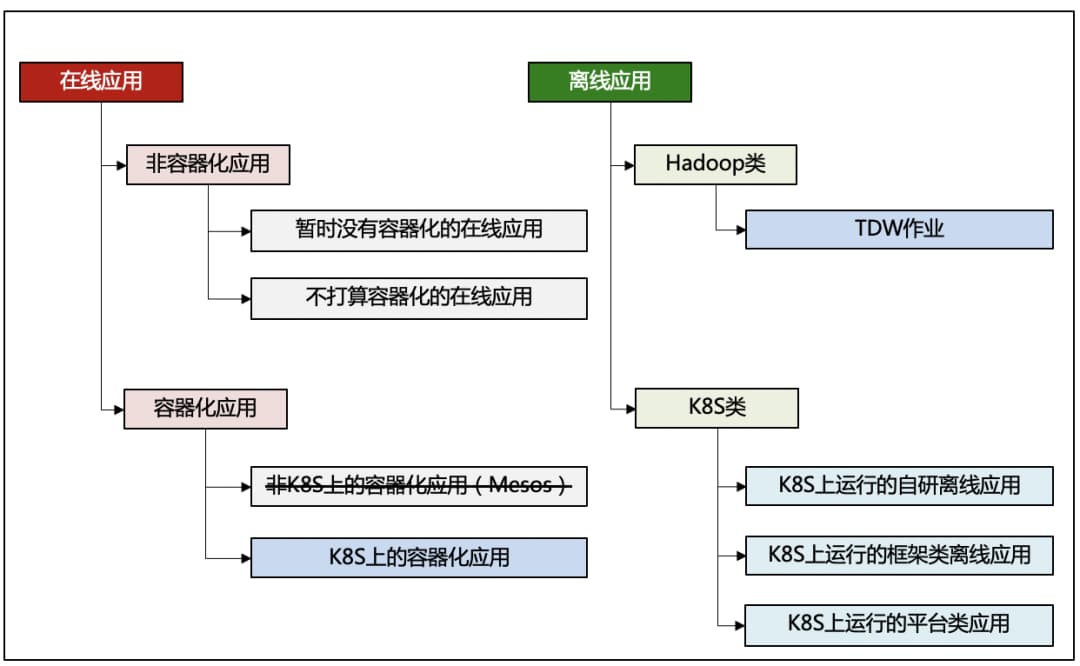 在线应用
非容器化应用
暂时没有容器化的在线应用
不打算容器化的在线应用
容器化应用
非K8S上的容器化应用（Mesos）
K8S上的容器化应用
离线应用
Hadoop类
TDW作业
K8S类
K8S上运行的自研离线应用
K8S上运行的框架类离线应用
K8S上运行的平台类应用